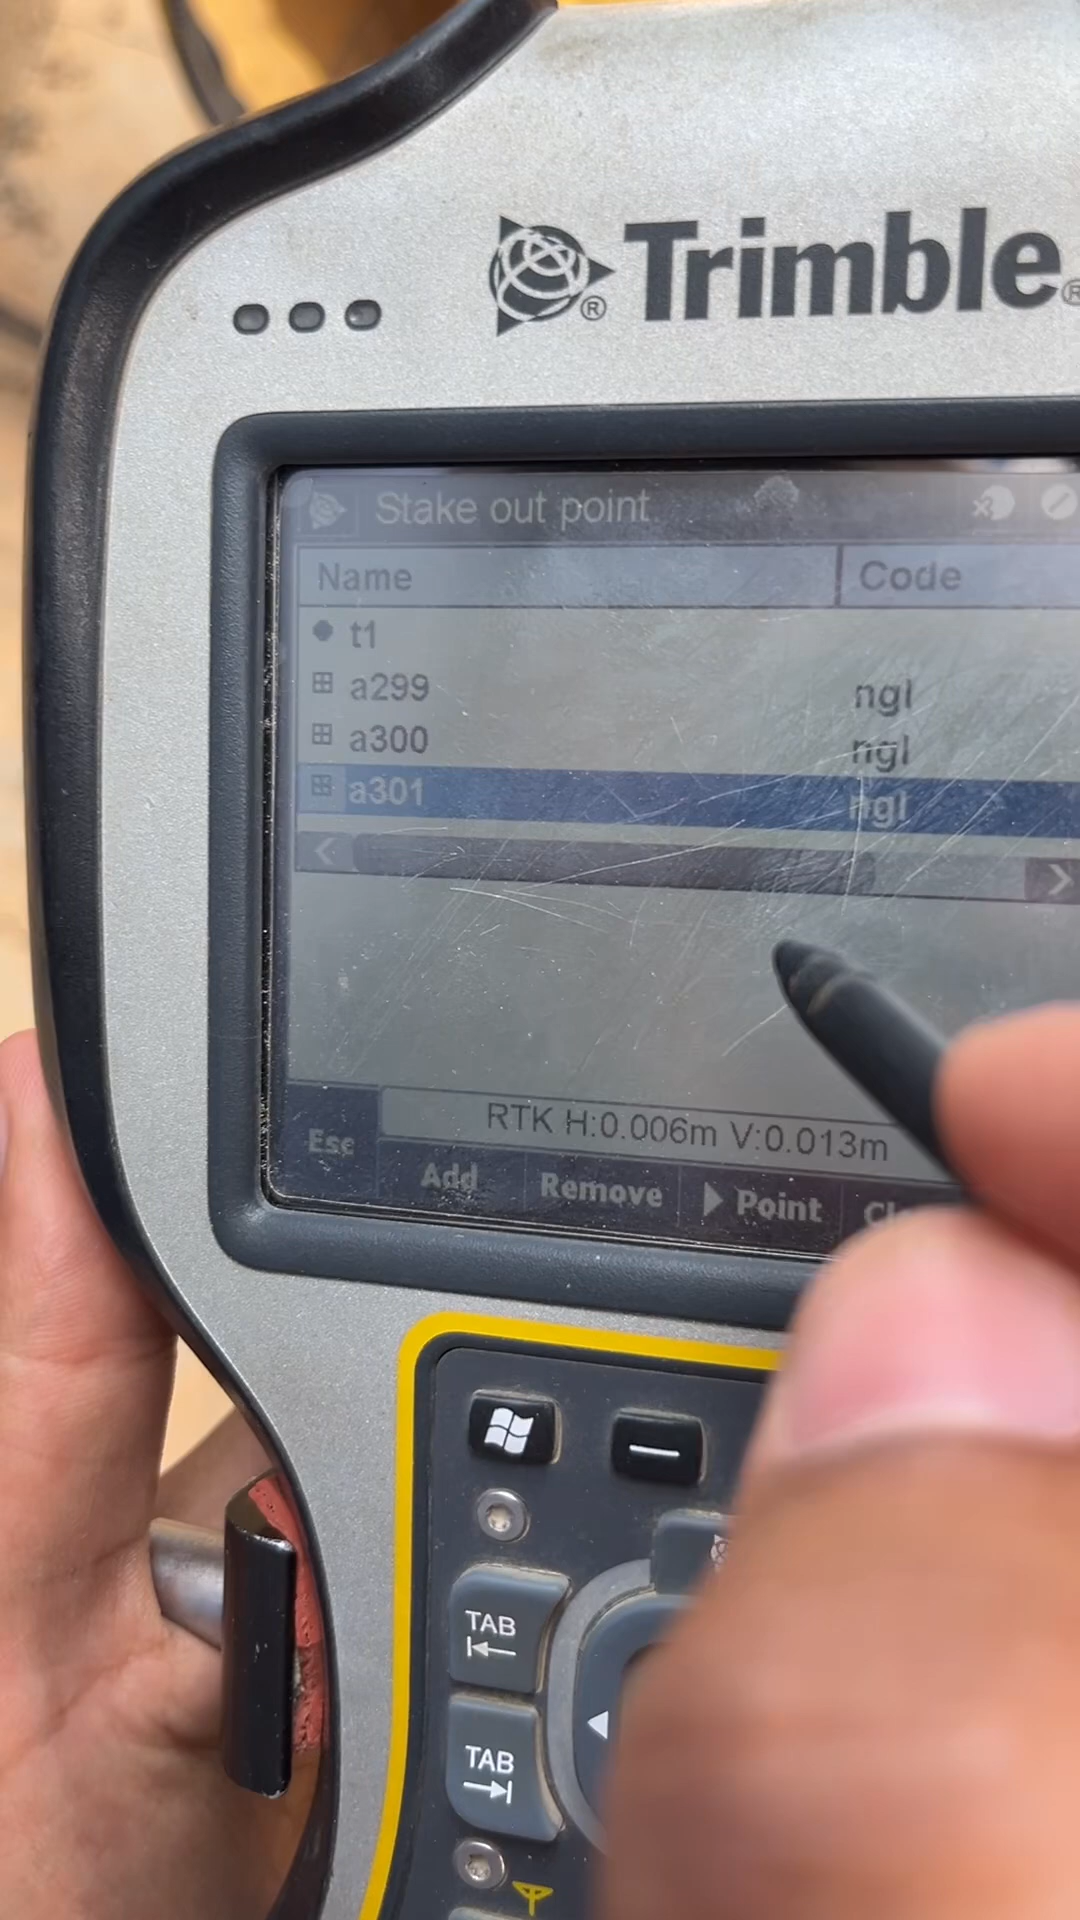 Trimble
Stake out point
Name Code
t1
a299 ngl
a300 ngl
a301 ngl
RTK H:0.006m V:0.013m
Esc
Add Remove Point
TAB
TAB